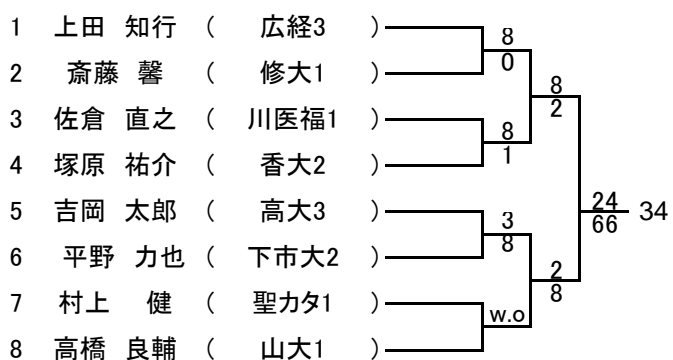 1 上田 知行 ( 広経3 )
8
0
2 斎藤 馨 ( 修大1 )
8
2
3 佐倉 直之 ( 川医福1 )
8
1
4 塚原 祐介 ( 香大2 )
24
66
34
5 吉岡 太郎 ( 高大3 )
3
8
6 平野 力也 ( 下市大2 )
2
8
7 村上 健 ( 聖カタ1 )
w.o
8 高橋 良輔 ( 山大1 )